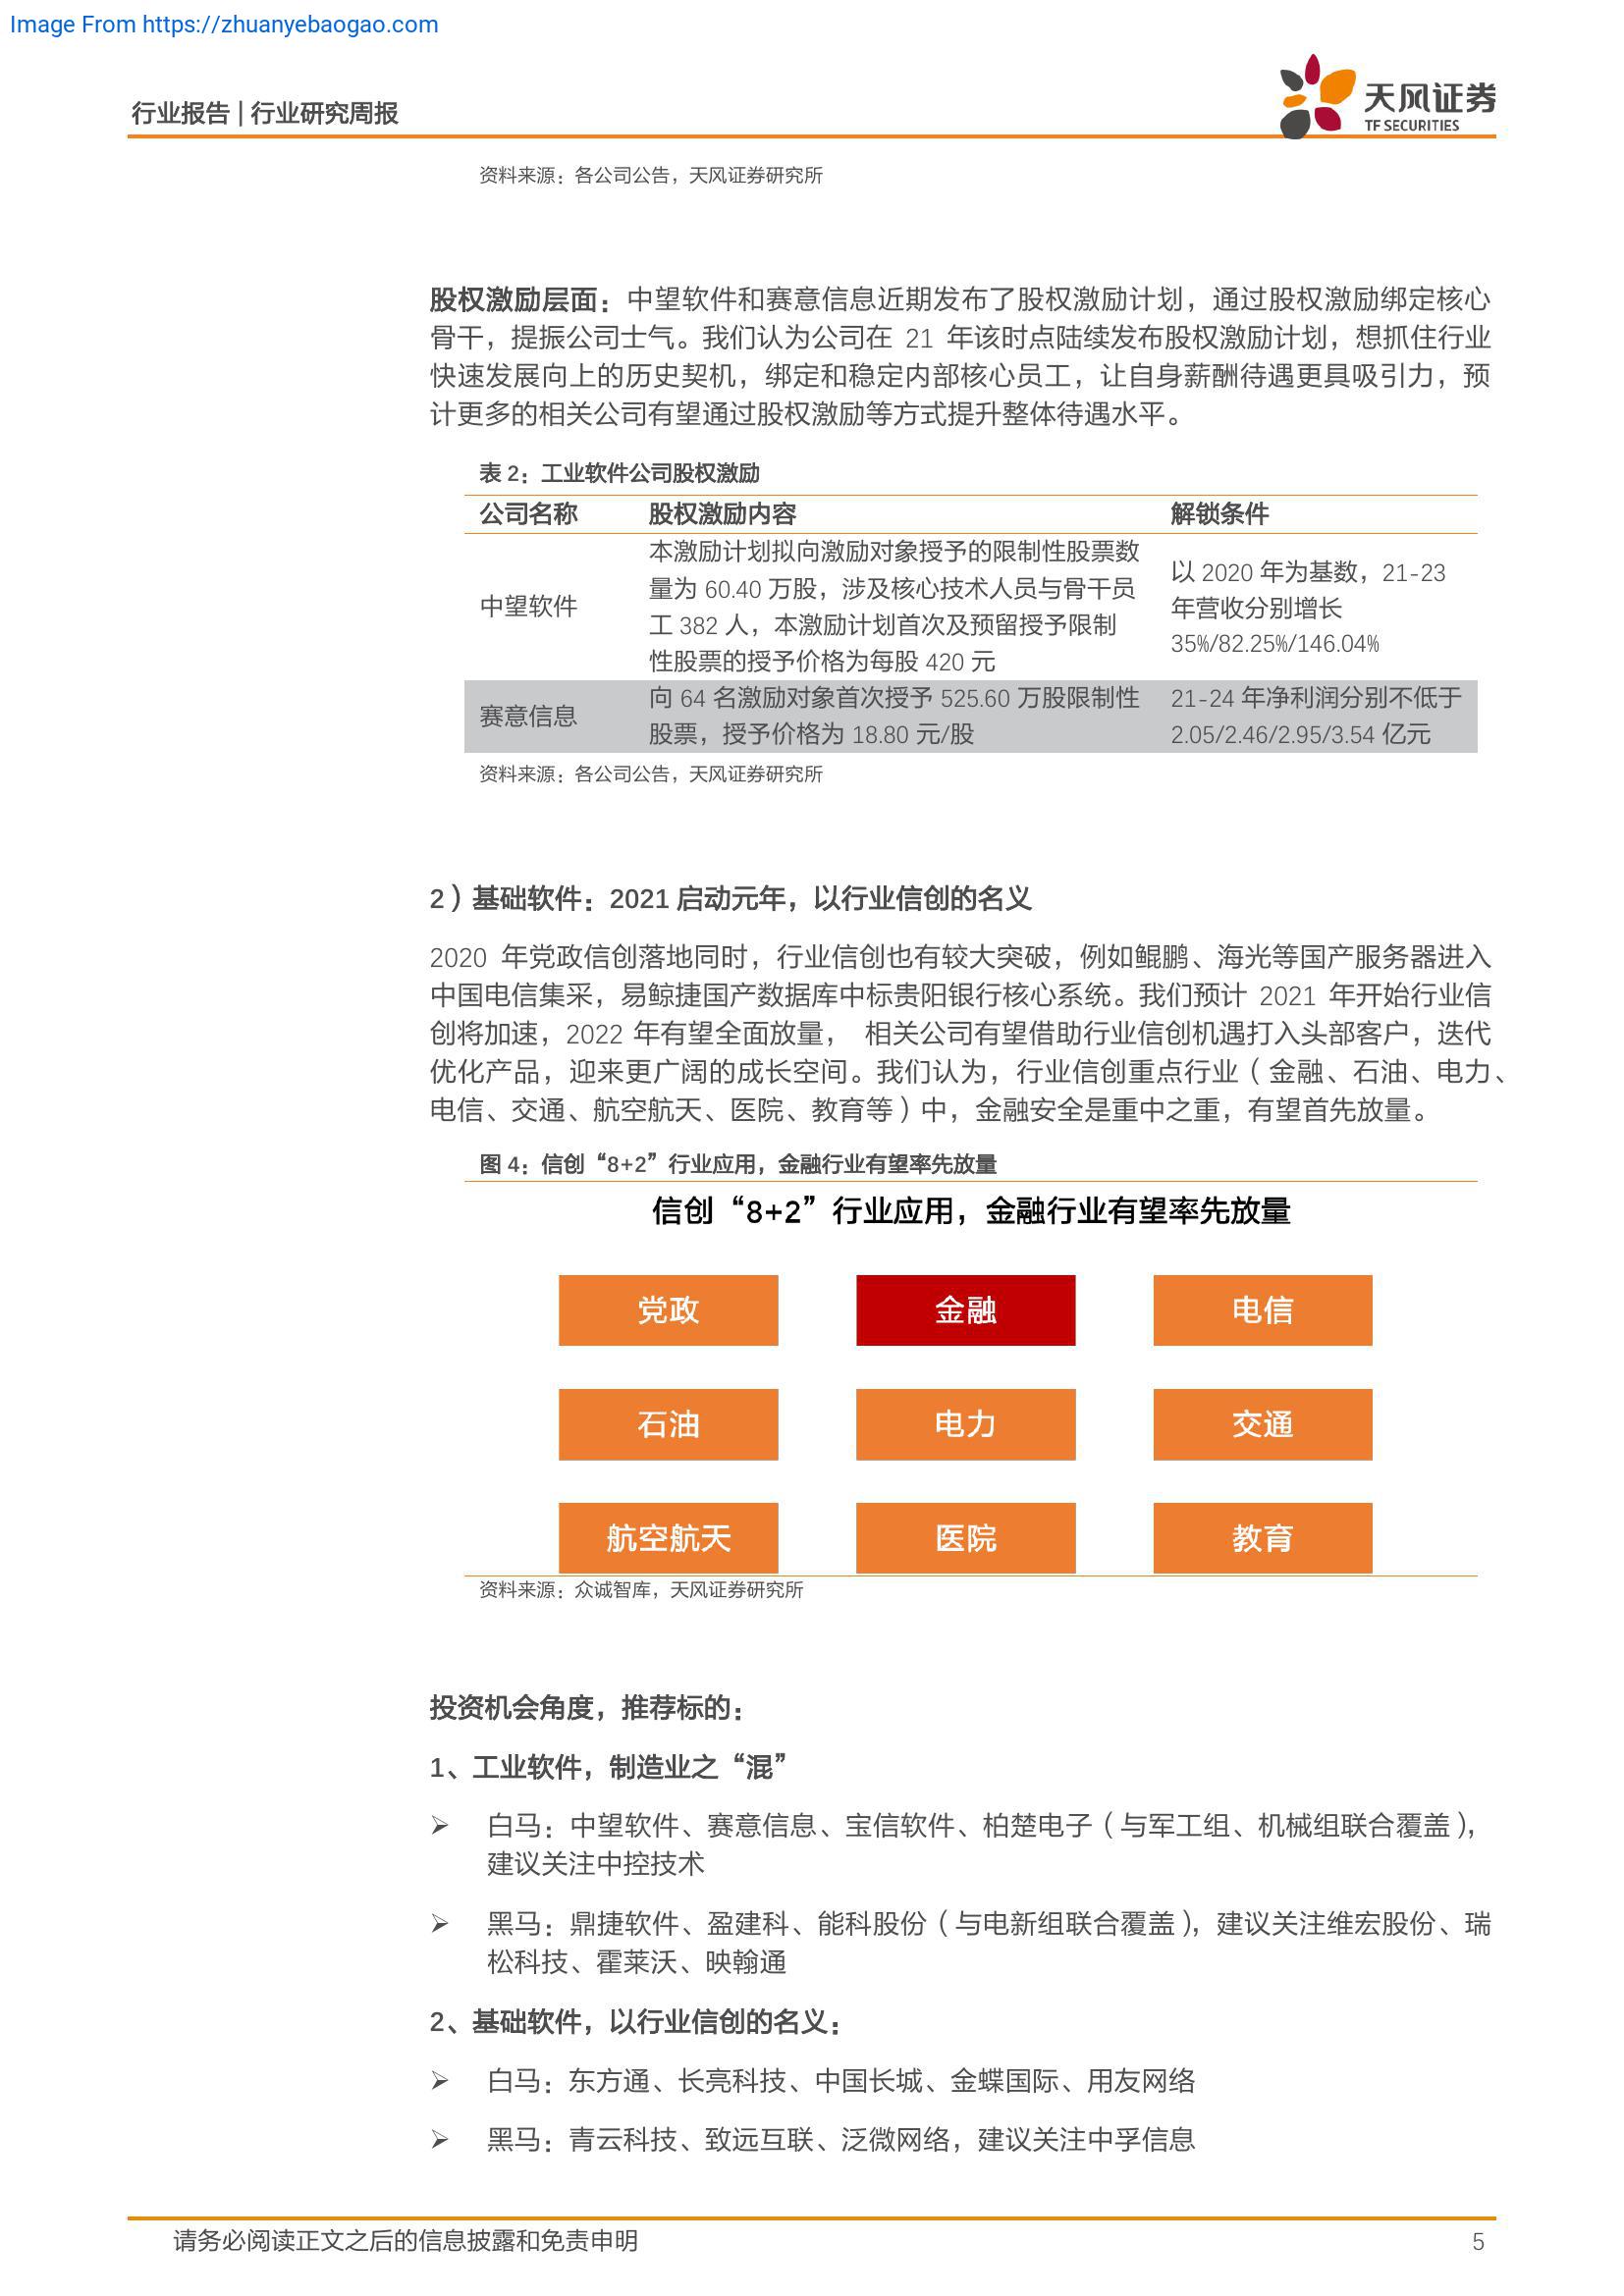 Image From https://zhuanyebaogao.com
行业报告 | 行业研究周报
天风证券
TF SECURITIES
资料来源：各公司公告，天风证券研究所
股权激励层面：中望软件和赛意信息近期发布了股权激励计划，通过股权激励绑定核心
骨干，提振公司士气。我们认为公司在 21 年该时点陆续发布股权激励计划，想抓住行业
快速发展向上的历史契机，绑定和稳定内部核心员工，让自身薪酬待遇更具吸引力，预
计更多的相关公司有望通过股权激励等方式提升整体待遇水平。
表 2：工业软件公司股权激励
公司名称 股权激励内容 解锁条件
中望软件
本激励计划拟向激励对象授予的限制性股票数
量为 60.40 万股，涉及核心技术人员与骨干员
工 382 人，本激励计划首次及预留授予限制
性股票的授予价格为每股 420 元
以 2020 年为基数，21-23
年营收分别增长
35%/82.25%/146.04%
赛意信息
向 64 名激励对象首次授予 525.60 万股限制性
股票，授予价格为 18.80 元/股
21-24 年净利润分别不低于
2.05/2.46/2.95/3.54 亿元
资料来源：各公司公告，天风证券研究所
2）基础软件：2021 启动元年，以行业信创的名义
2020 年党政信创落地同时，行业信创也有较大突破，例如鲲鹏、海光等国产服务器进入
中国电信集采，易鲸捷国产数据库中标贵阳银行核心系统。我们预计 2021 年开始行业信
创将加速，2022 年有望全面放量， 相关公司有望借助行业信创机遇打入头部客户，迭代
优化产品，迎来更广阔的成长空间。我们认为，行业信创重点行业（金融、石油、电力、
电信、交通、航空航天、医院、教育等）中，金融安全是重中之重，有望首先放量。
图 4：信创“8+2”行业应用，金融行业有望率先放量
信创“8+2”行业应用，金融行业有望率先放量
党政 金融 电信
石油 电力 交通
航空航天 医院 教育
资料来源：众诚智库，天风证券研究所
投资机会角度，推荐标的：
1、工业软件，制造业之“混”
➢ 白马：中望软件、赛意信息、宝信软件、柏楚电子（与军工组、机械组联合覆盖），
建议关注中控技术
➢ 黑马：鼎捷软件、盈建科、能科股份（与电新组联合覆盖），建议关注维宏股份、瑞
松科技、霍莱沃、映翰通
2、基础软件，以行业信创的名义：
➢ 白马：东方通、长亮科技、中国长城、金蝶国际、用友网络
➢ 黑马：青云科技、致远互联、泛微网络，建议关注中孚信息
请务必阅读正文之后的信息披露和免责申明 5